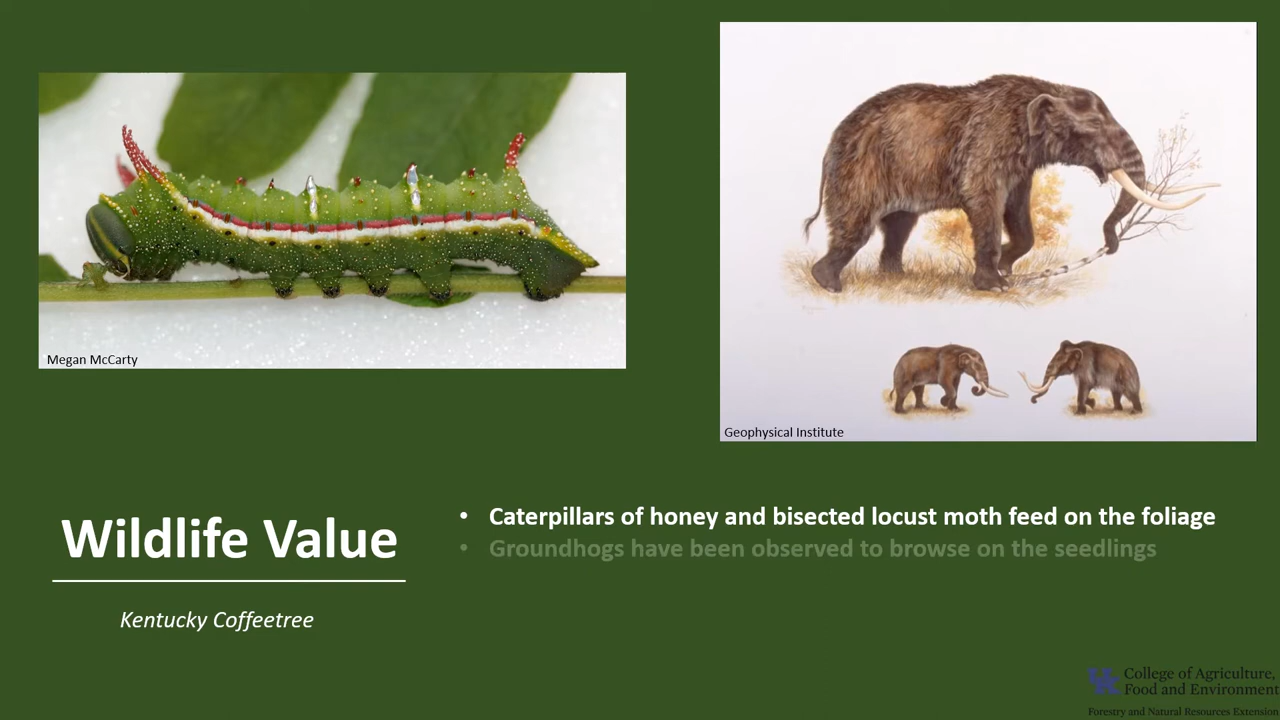 Megan McCarty
Geophysical Institute
Wildlife Value
Kentucky Coffeetree
• Caterpillars of honey and bisected locust moth feed on the foliage
• Groundhogs have been observed to browse on the seedlings
UK College of Agriculture,
Food and Environment
Forestry and Natural Resources Extension